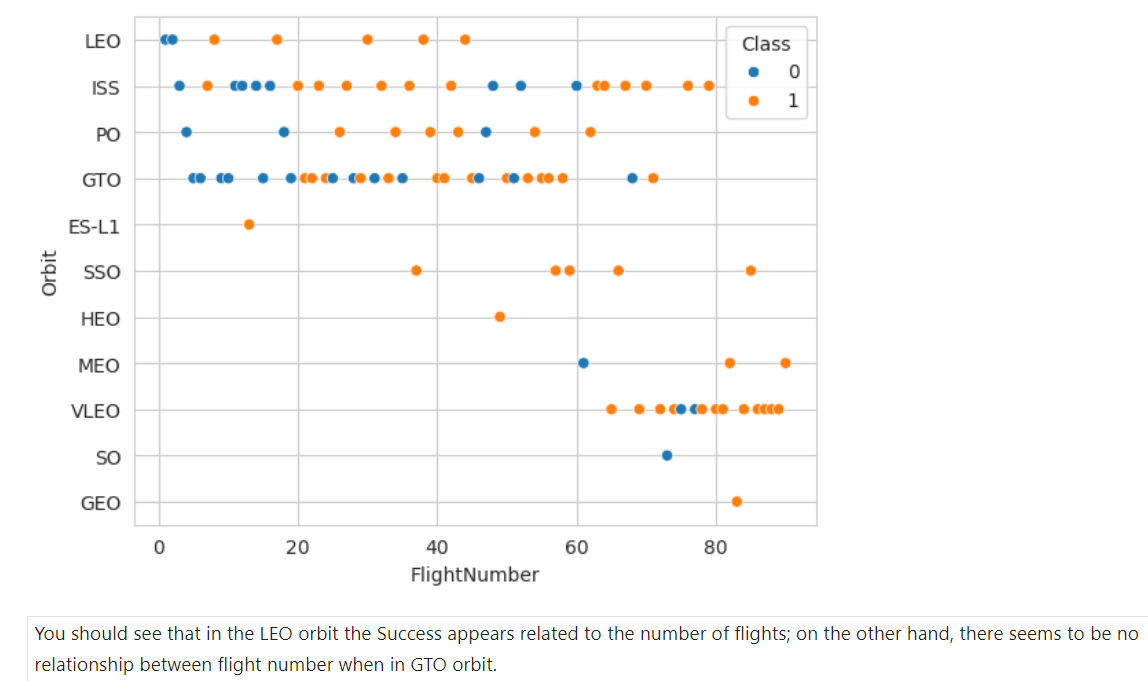 LEO
ISS
PO
GTO
ES-L1
SSO
HEO
MEO
VLEO
SO
GEO
Orbit
Class
0
1
0 20 40 60 80
FlightNumber
You should see that in the LEO orbit the Success appears related to the number of flights; on the other hand, there seems to be no
relationship between flight number when in GTO orbit.